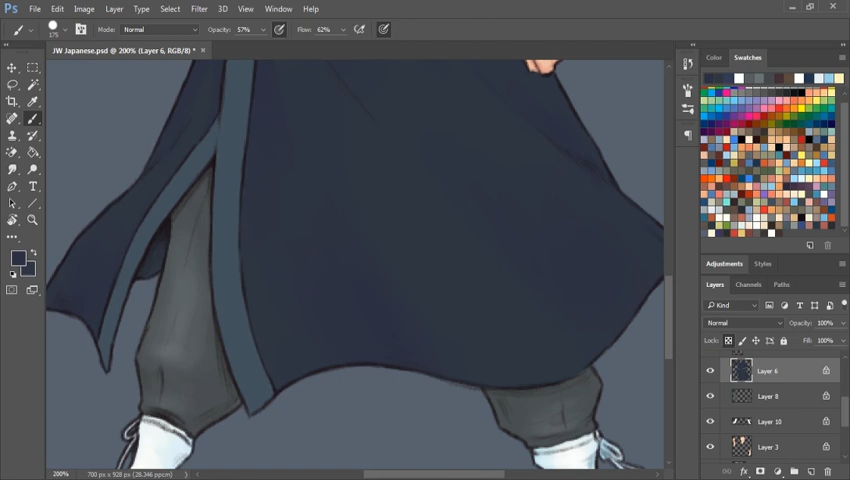 Ps File Edit Image Layer Type Select Filter 3D View Window Help
175 Mode: Normal Opacity: 57% Flow: 62%
JW Japanese.psd @ 200% (Layer 6, RGB/8) * ×
Color Swatches
Adjustments Styles
Layers Channels Paths
Kind
Normal Opacity: 100%
Lock: Fill: 100%
Layer 6
Layer 8
Layer 10
Layer 3
fx
200% 700 px x 928 px (28.346 ppcm)